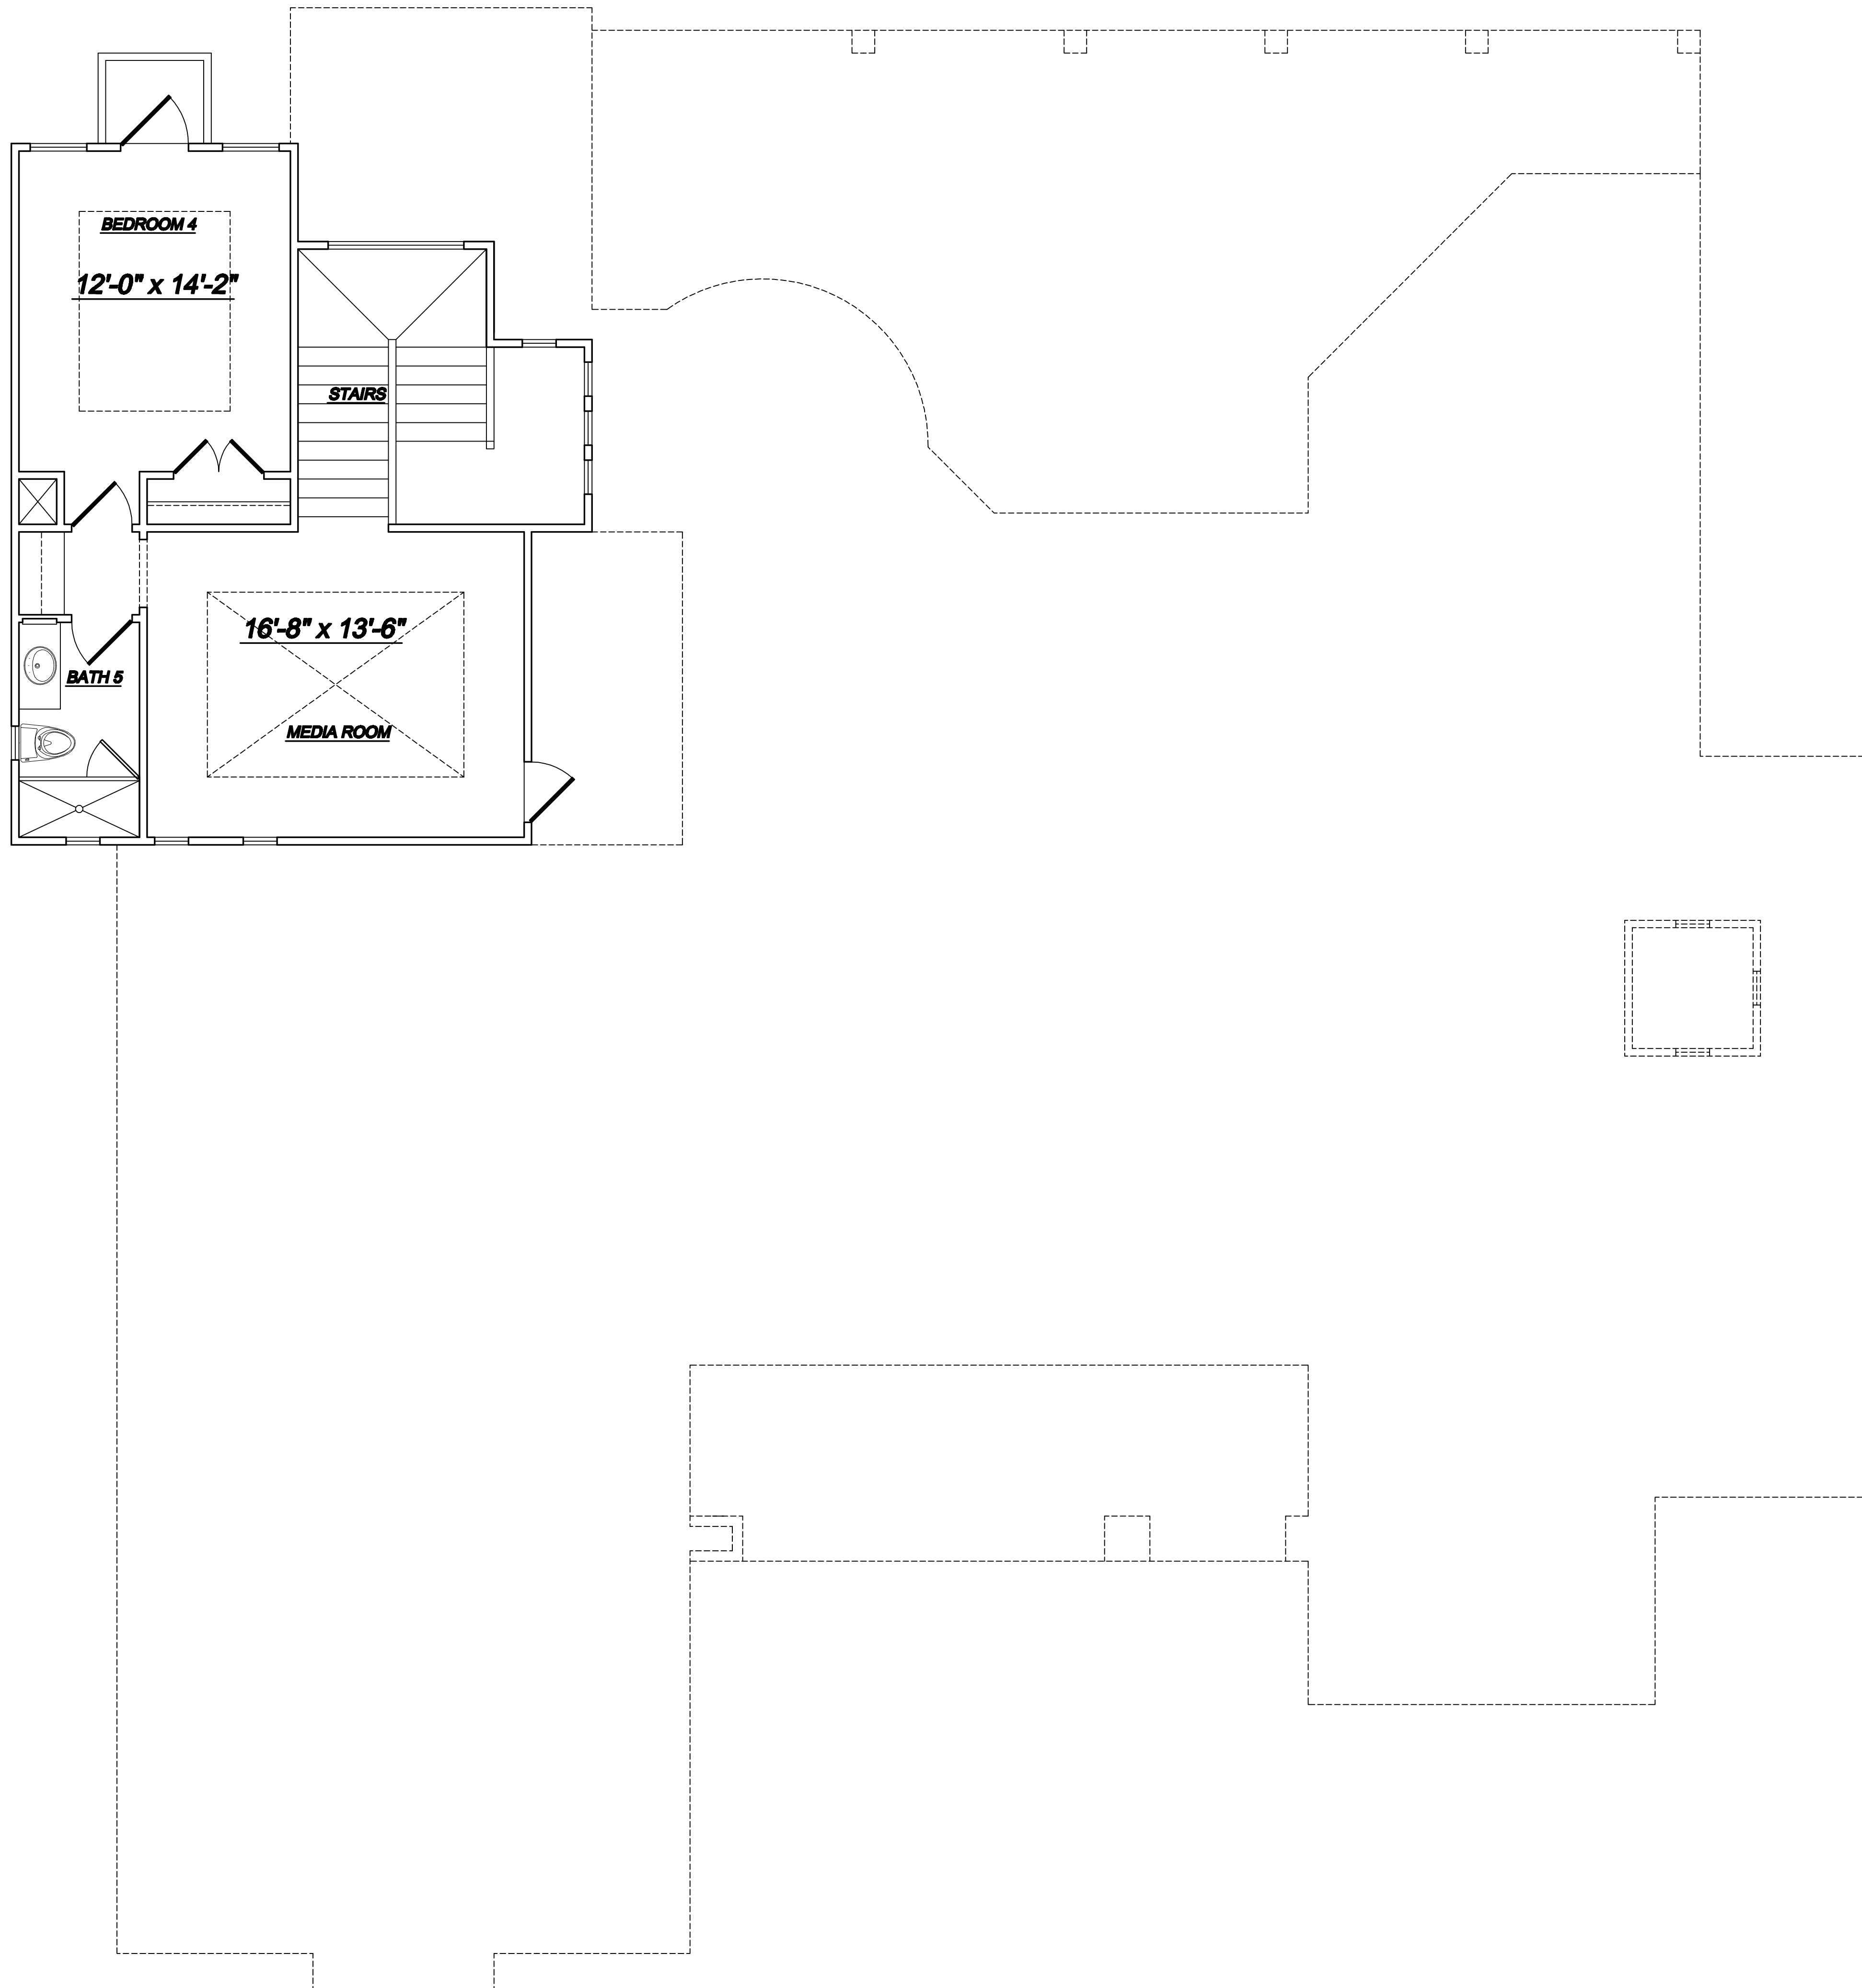 BEDROOM 4
12'-0" x 14'-2"
STAIRS
16'-8" x 13'-6"
BATH 5
MEDIA ROOM